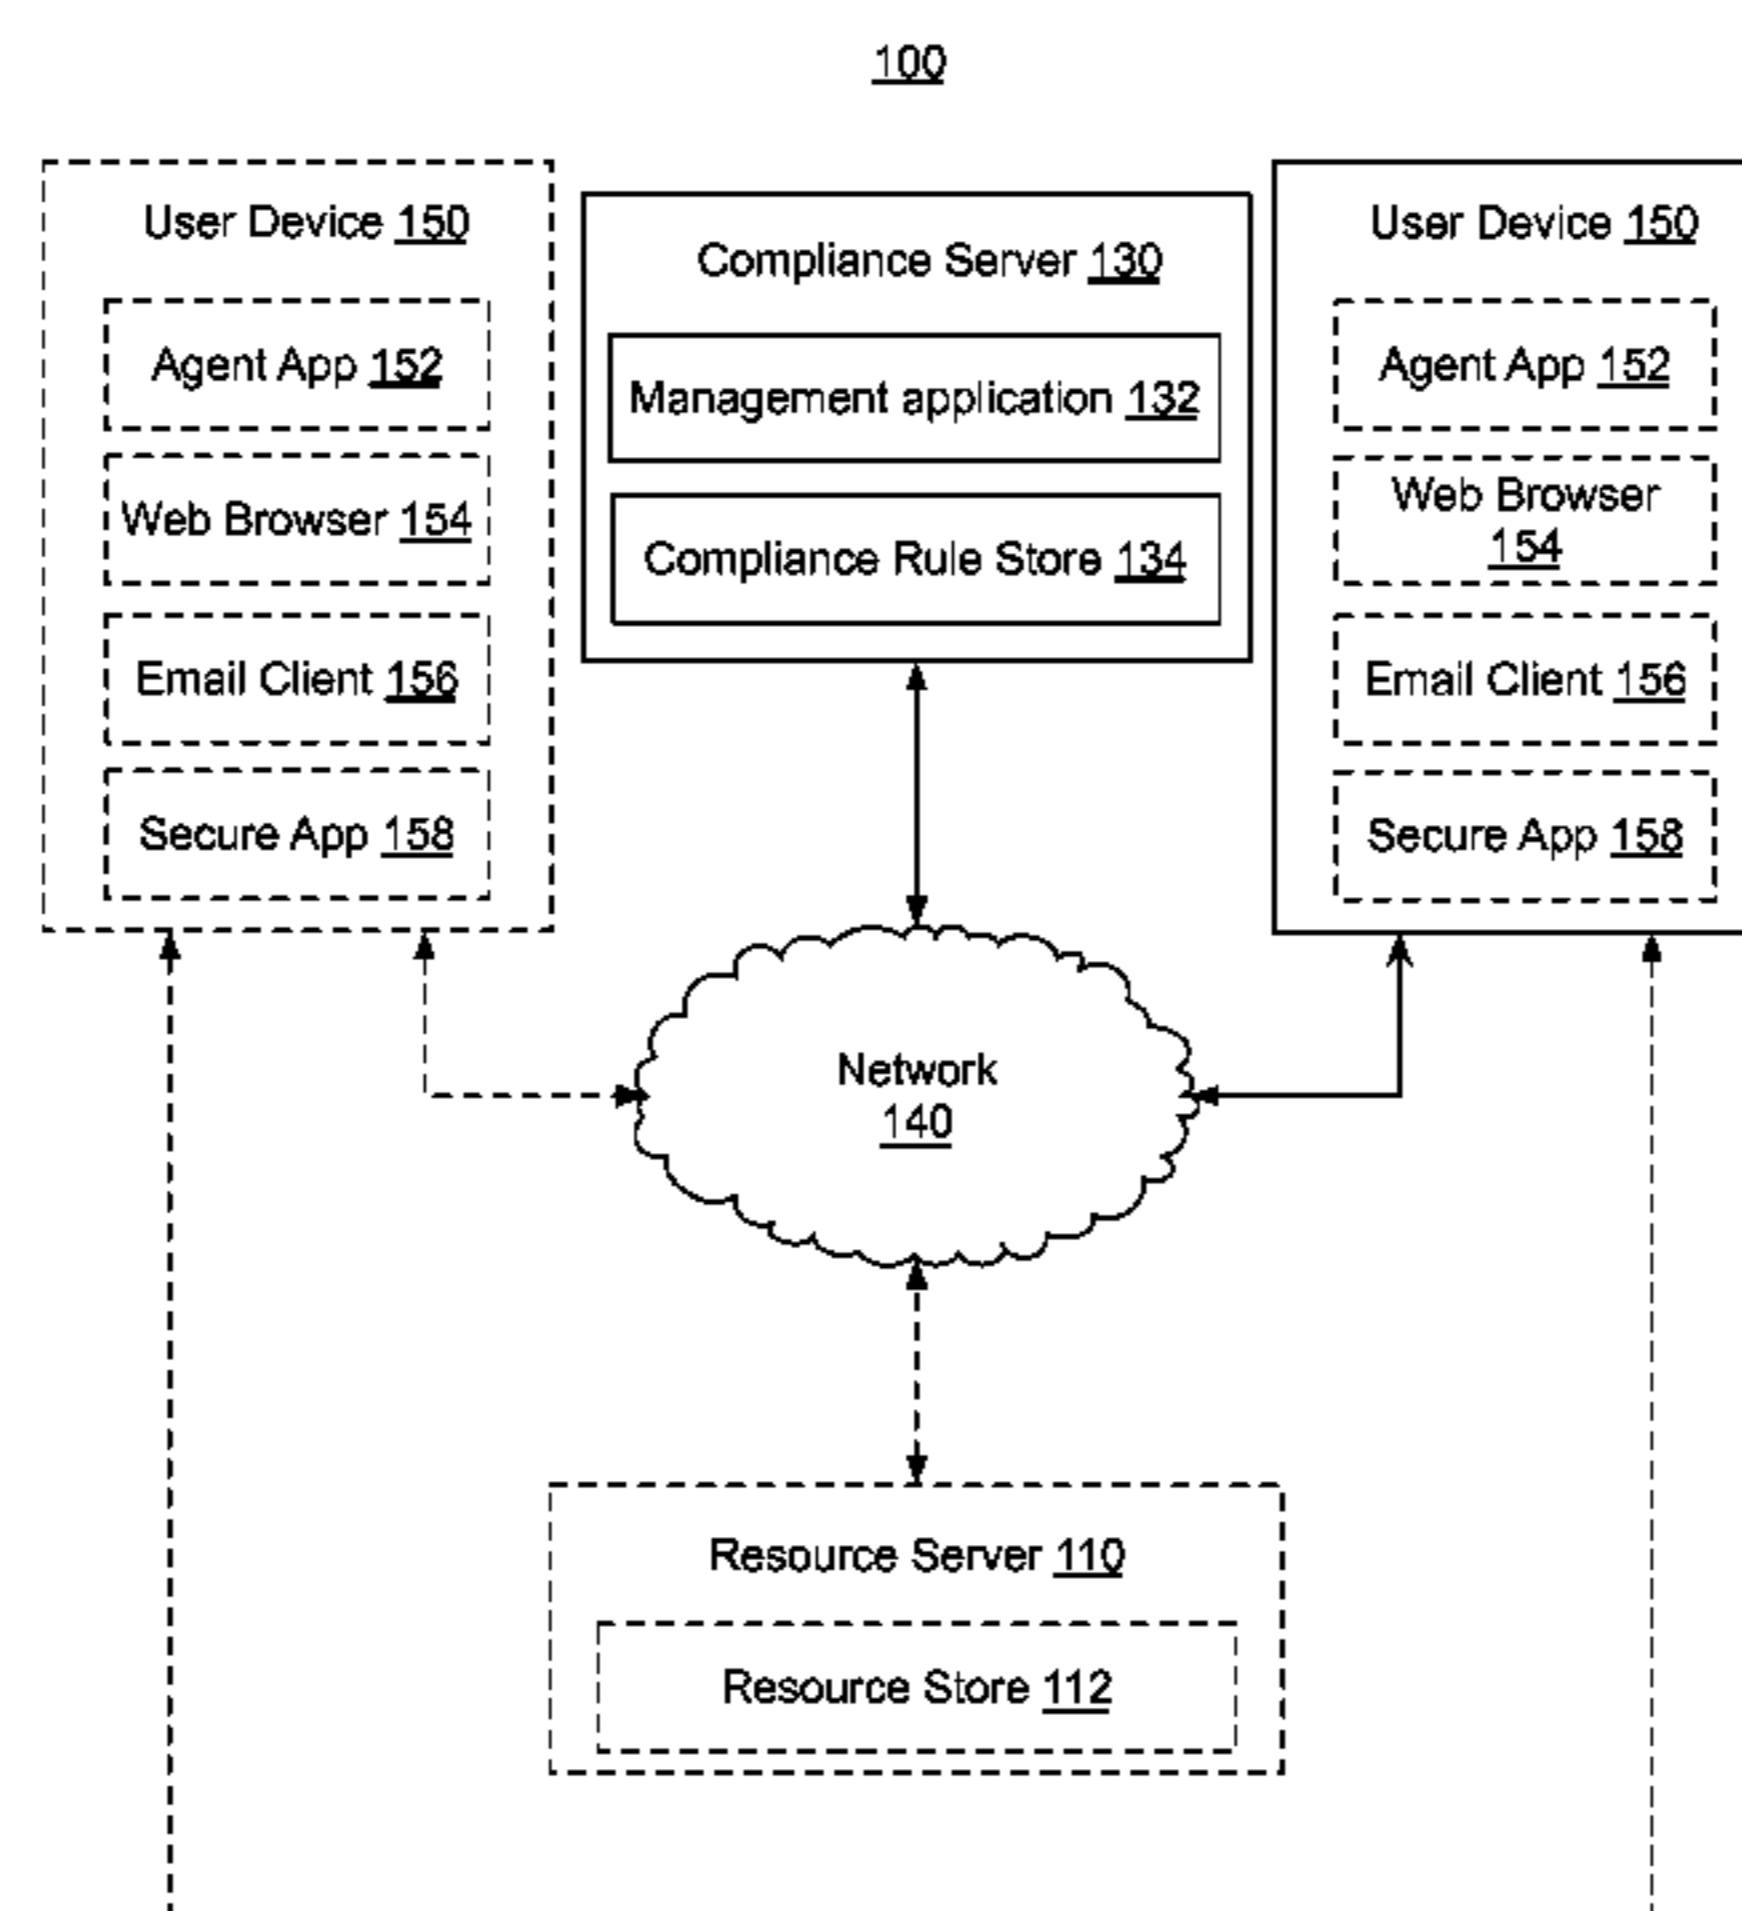 100
User Device 150
Agent App 152
Web Browser 154
Email Client 156
Secure App 158
Compliance Server 130
Management application 132
Compliance Rule Store 134
User Device 150
Agent App 152
Web Browser
154
Email Client 156
Secure App 158
Network
140
Resource Server 110
Resource Store 112